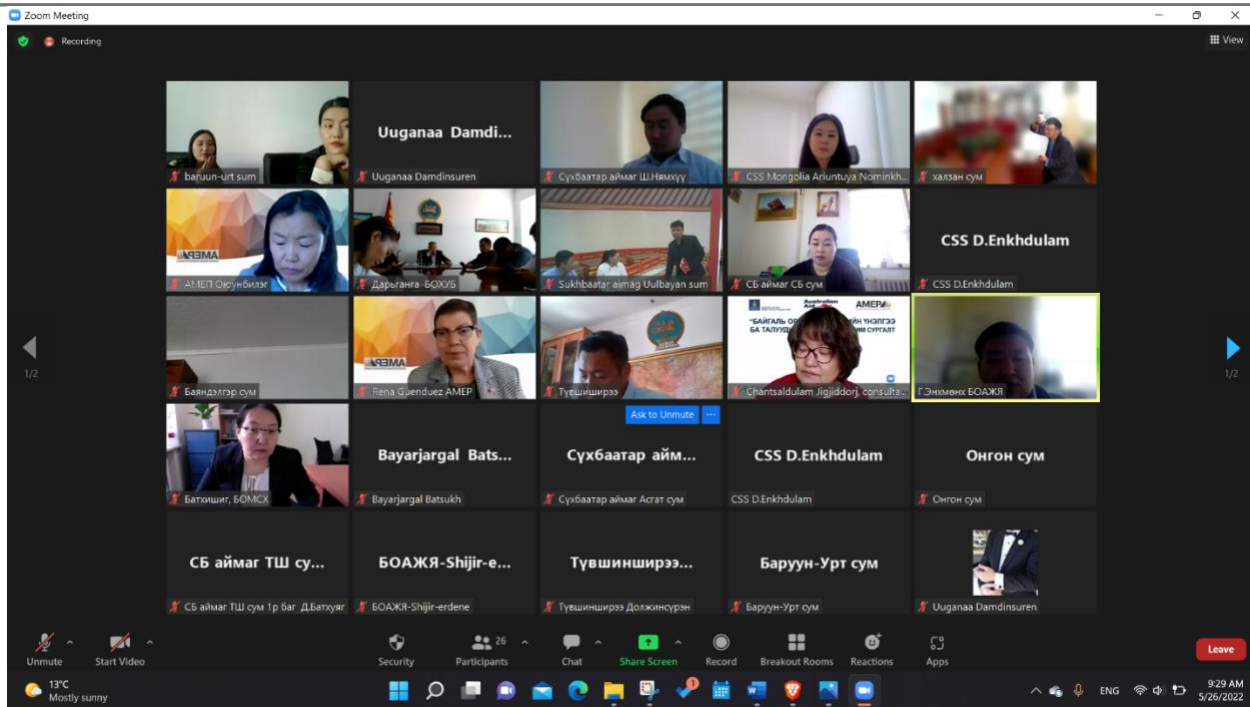 Zoom Meeting
Recording
View
baruun-urt sum
Uuganaa Damdi...
Uuganaa Damdinsuren
Сүхбаатар аймаг Ш.Нямхүү
CSS Mongolia Ariuntuya Nominkh...
халзан сум
АМЕП Оюунбилэг
Дарьганга БОХУБ
Sukhbaatar aimag Uulbayan sum
СБ аймаг СБ сум
CSS D.Enkhdulam
CSS D.Enkhdulam
1/2
Баяндэлгэр сум
AMEP
Rena Guenduez AMEP
Түвшиширээ
Australian Aid
AMEP
"БАЙГАЛЬ
БА
СУРГАЛТ
Chantsaldulam Jigjiddorj, consulta...
Г.Энхмөнх БОАЖЯ
1/2
Батхишиг, БОМСХ
Bayarjargal Bats...
Bayarjargal Batsukh
Ask to Unmute ...
Сүхбаатар айм...
Сүхбаатар аймаг Асгат сум
CSS D.Enkhdulam
CSS D.Enkhdulam
Онгон сум
Онгон сум
СБ аймаг ТШ су...
СБ аймаг ТШ сум 1р баг Д.Батхуяг
БОАЖЯ-Shijir-e...
БОАЖЯ-Shijir-erdene
Түвшинширээ...
Түвшинширээ Должинсүрэн
Баруун-Урт сум
Баруун-Урт сум
Uuganaa Damdinsuren
Unmute
Start Video
Security
26
Participants
Chat
Share Screen
Record
Breakout Rooms
Reactions
Apps
Leave
13°C
Mostly sunny
1
ENG
9:29 AM
5/26/2022